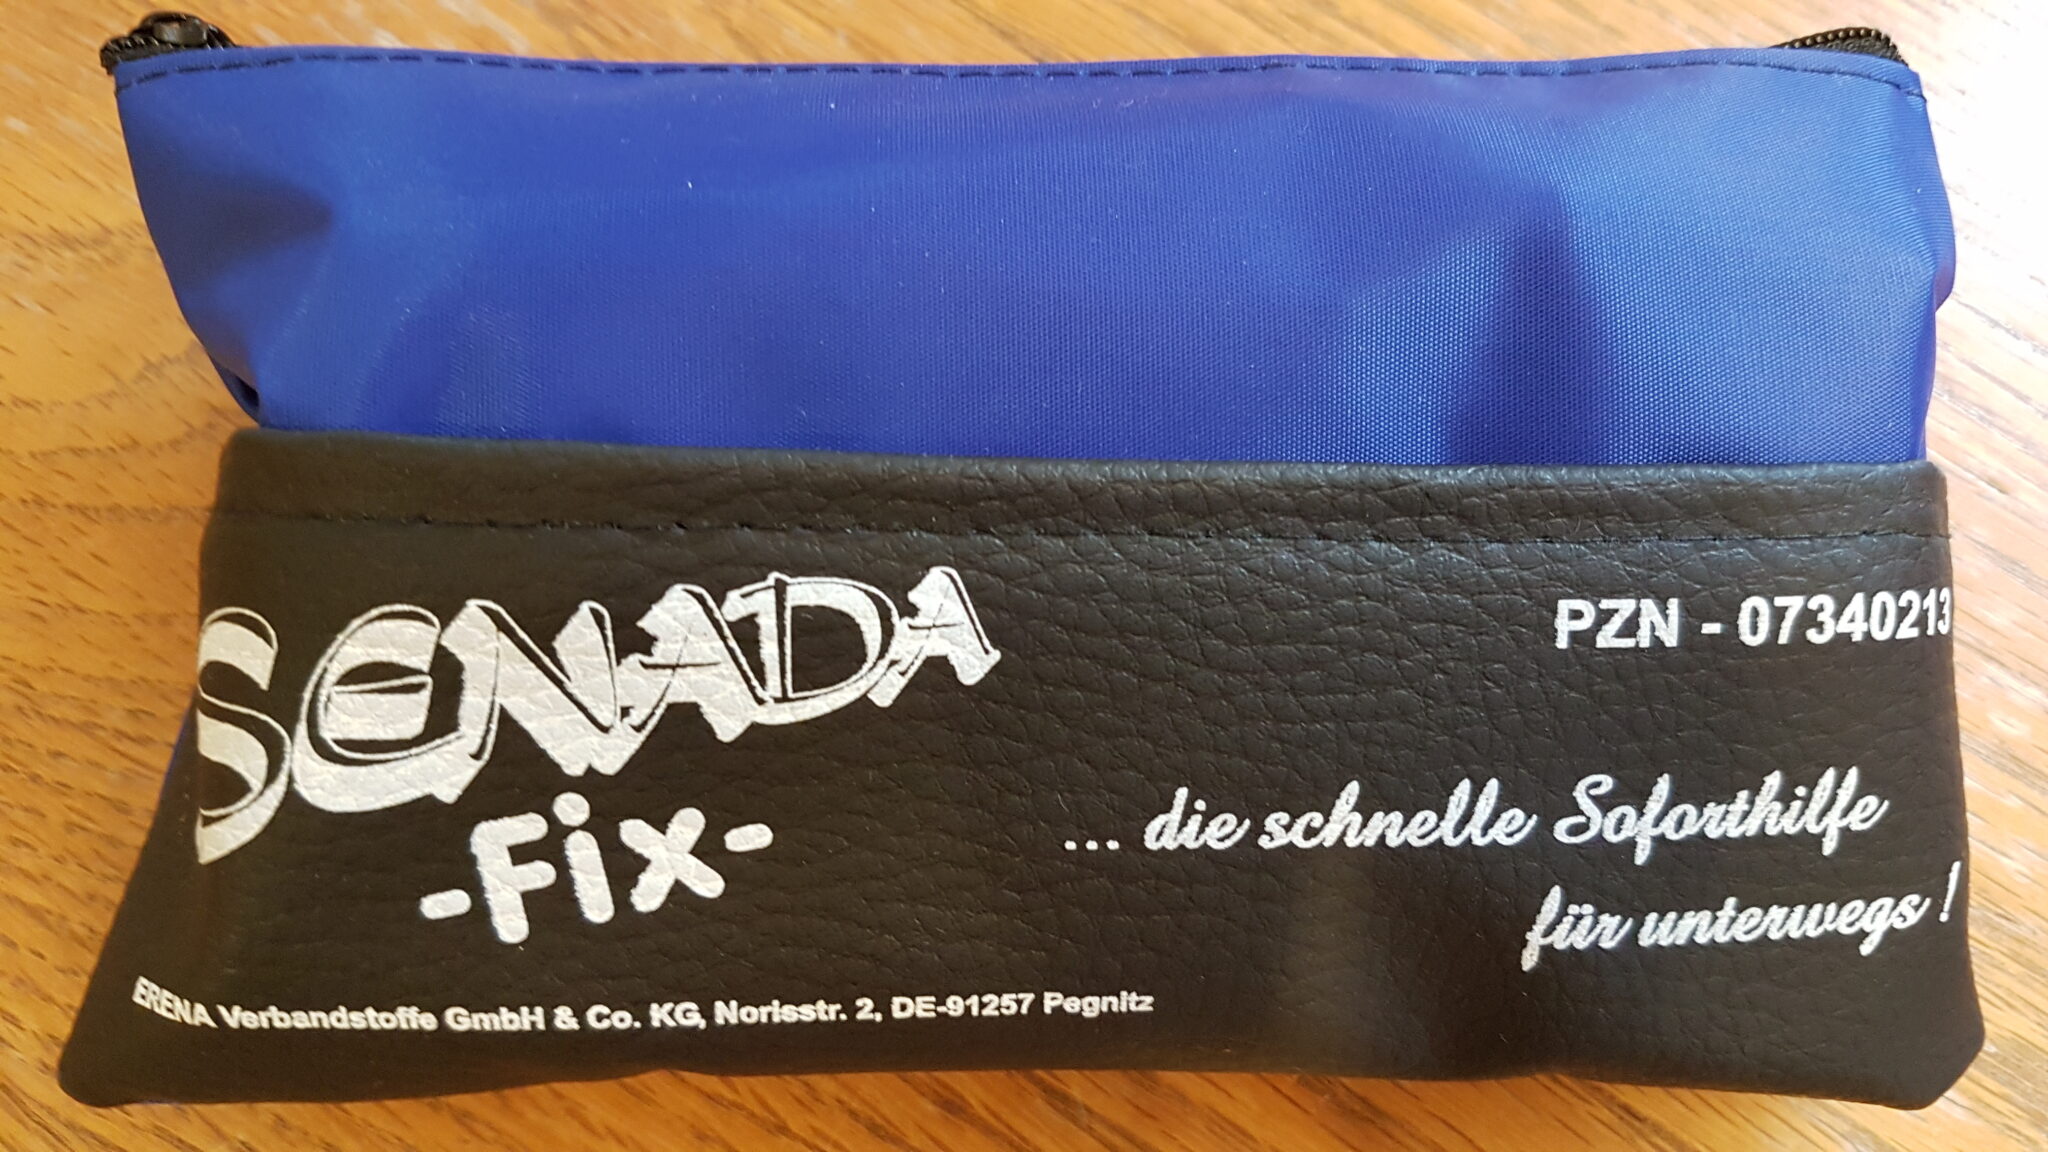 SENADA
-Fix-
PZN - 07340213
... die schnelle Soforthilfe
für unterwegs !
ERENA Verbandstoffe GmbH & Co. KG, Norisstr. 2, DE-91257 Pegnitz